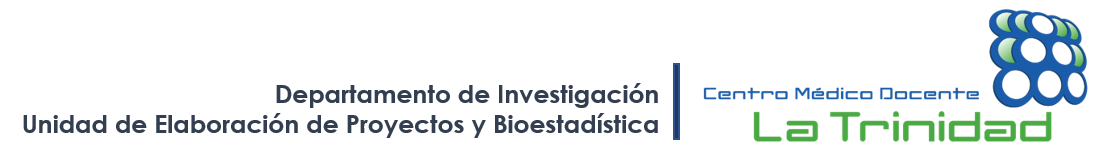 Departamento de Investigación
Unidad de Elaboración de Proyectos y Bioestadística
Centro Médico Docente
La Trinidad